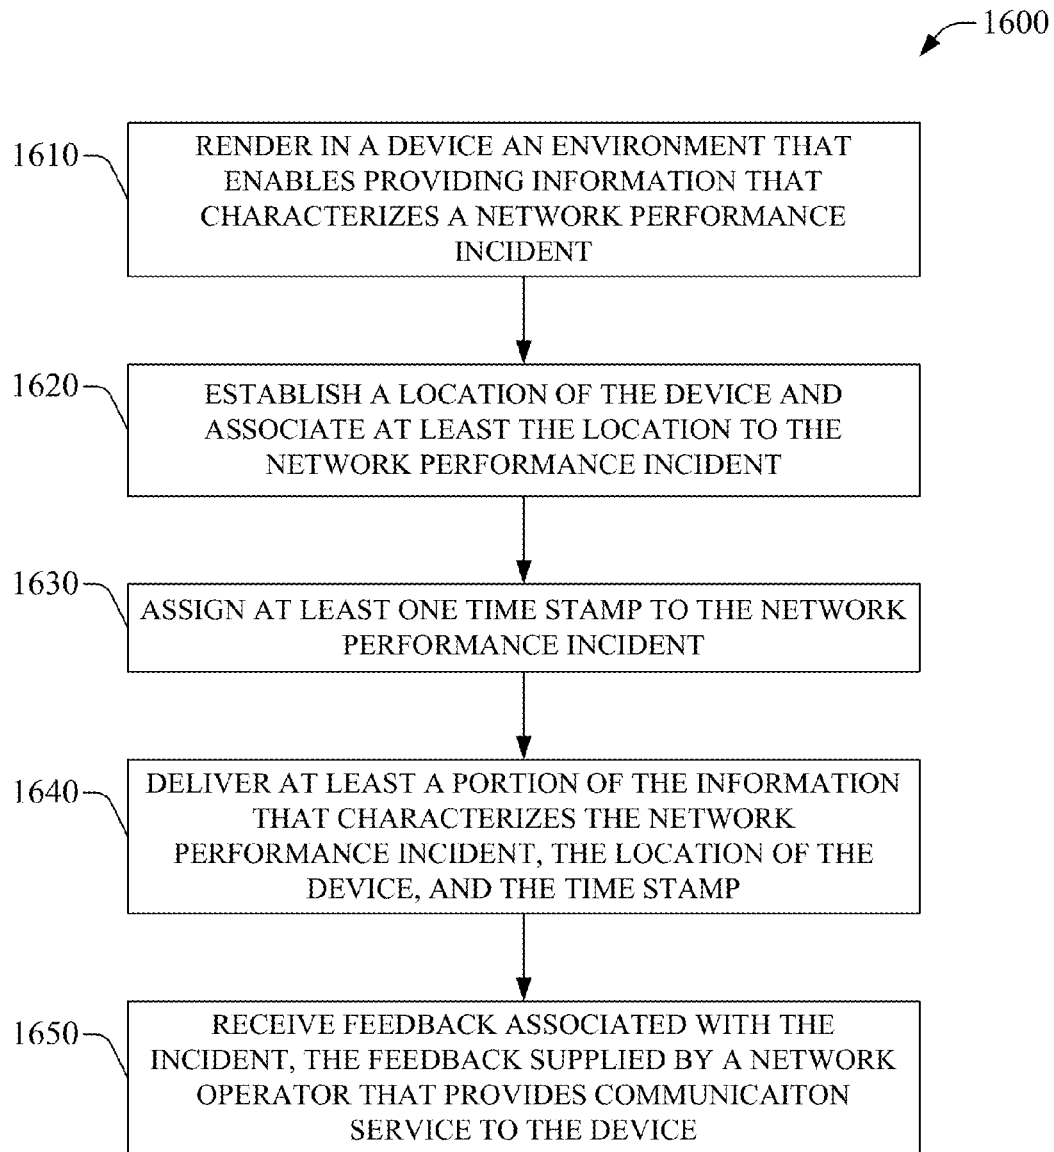 1600
1610
RENDER IN A DEVICE AN ENVIRONMENT THAT
ENABLES PROVIDING INFORMATION THAT
CHARACTERIZES A NETWORK PERFORMANCE
INCIDENT
1620
ESTABLISH A LOCATION OF THE DEVICE AND
ASSOCIATE AT LEAST THE LOCATION TO THE
NETWORK PERFORMANCE INCIDENT
1630
ASSIGN AT LEAST ONE TIME STAMP TO THE NETWORK
PERFORMANCE INCIDENT
1640
DELIVER AT LEAST A PORTION OF THE INFORMATION
THAT CHARACTERIZES THE NETWORK
PERFORMANCE INCIDENT, THE LOCATION OF THE
DEVICE, AND THE TIME STAMP
1650
RECEIVE FEEDBACK ASSOCIATED WITH THE
INCIDENT, THE FEEDBACK SUPPLIED BY A NETWORK
OPERATOR THAT PROVIDES COMMUNICAITON
SERVICE TO THE DEVICE